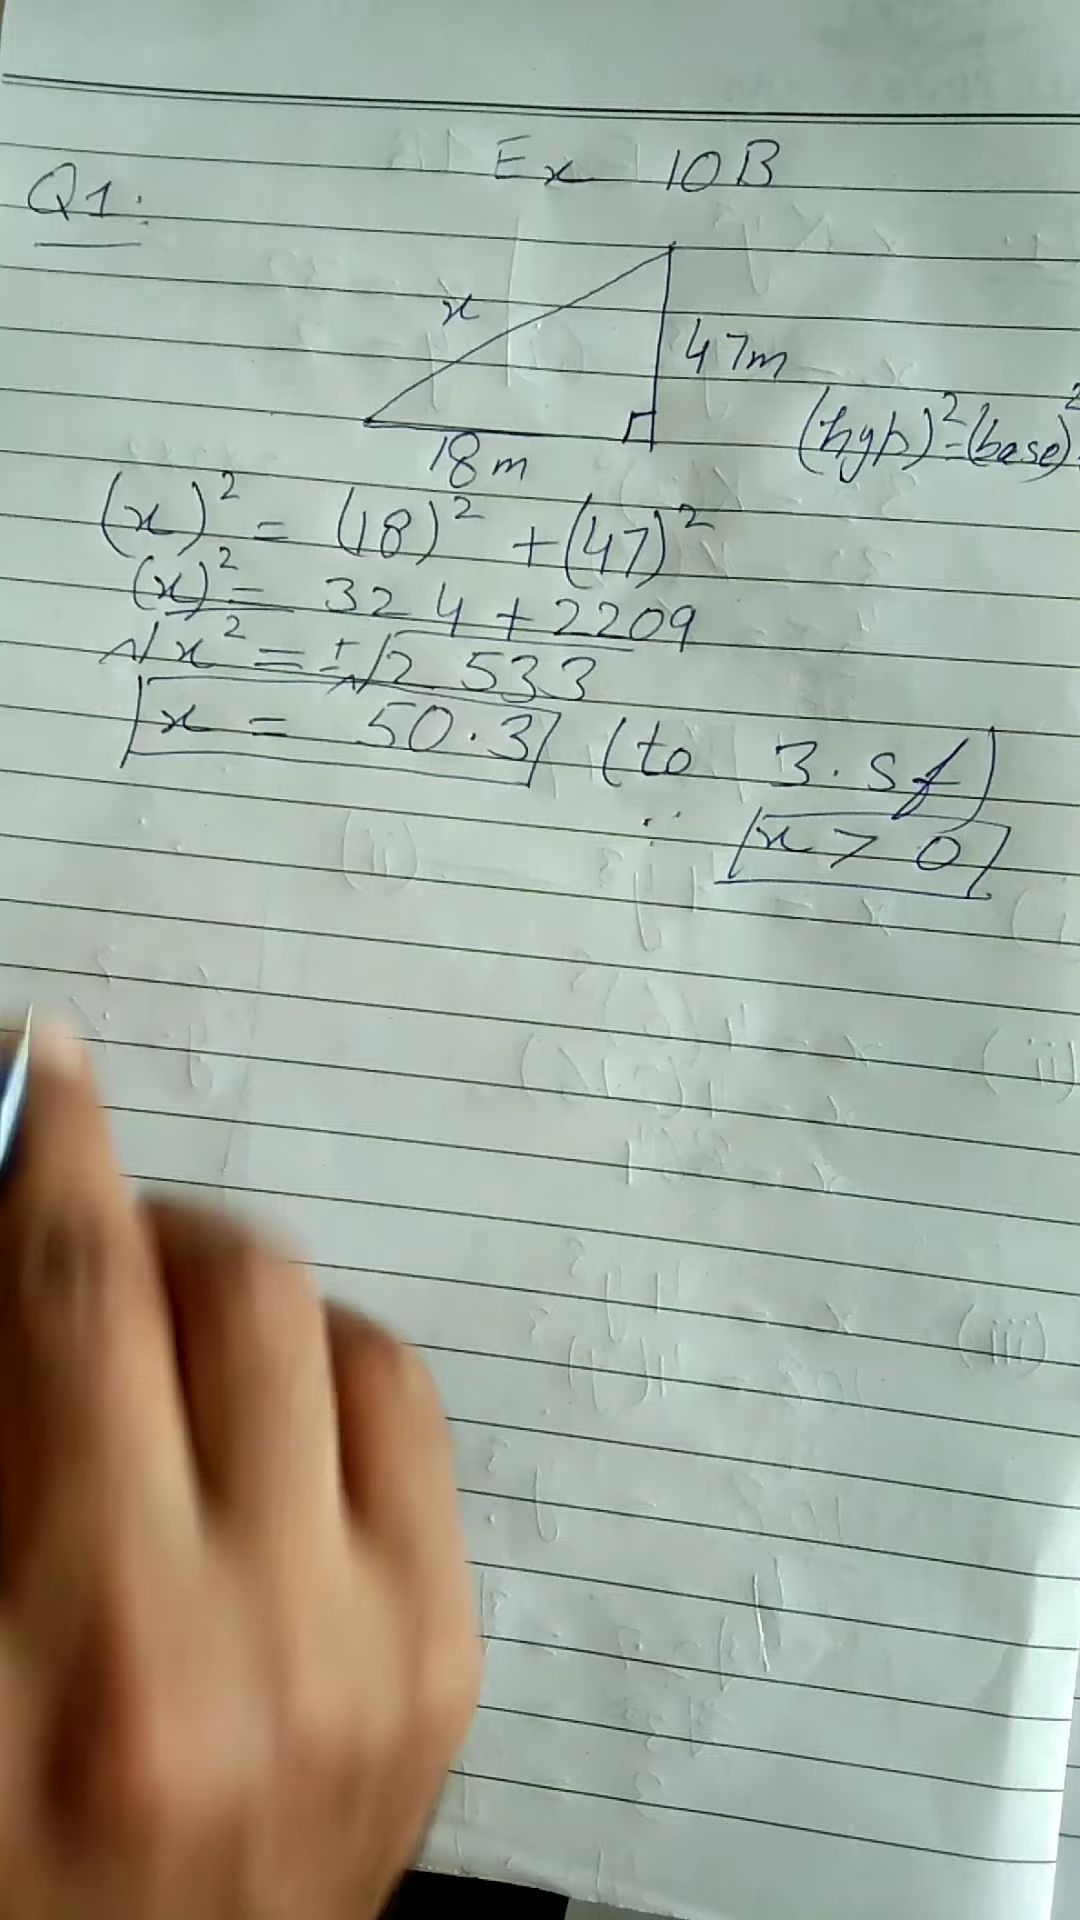 Ex 10B
Q1:
x
47m
18m
(hyp)²=(base)²
(x)² = (18)² + (47)²
(x)² = 324 + 2209
√x² = ±√2533
x = 50.3 (to 3.sf)
∵ x > 0